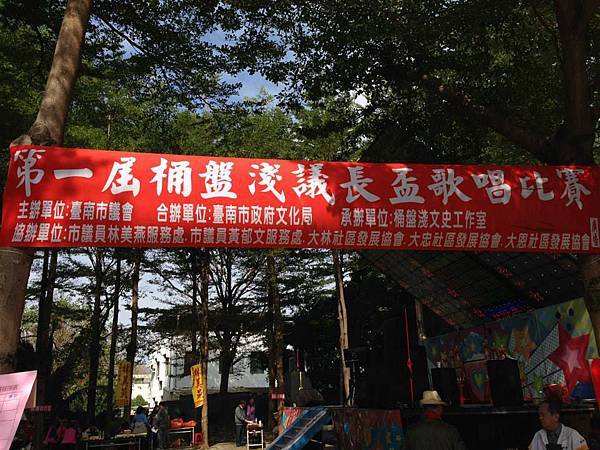 第一屆桶盤淺議長盃歌唱比賽
主辦單位:臺南市議會 合辦單位:臺南市政府文化局 承辦單位:桶盤淺文史工作室
協辦單位:市議員林美燕服務處.市議員黃郁文服務處.大林社區發展協會.大忠社區發展協會.大恩社區發展協會